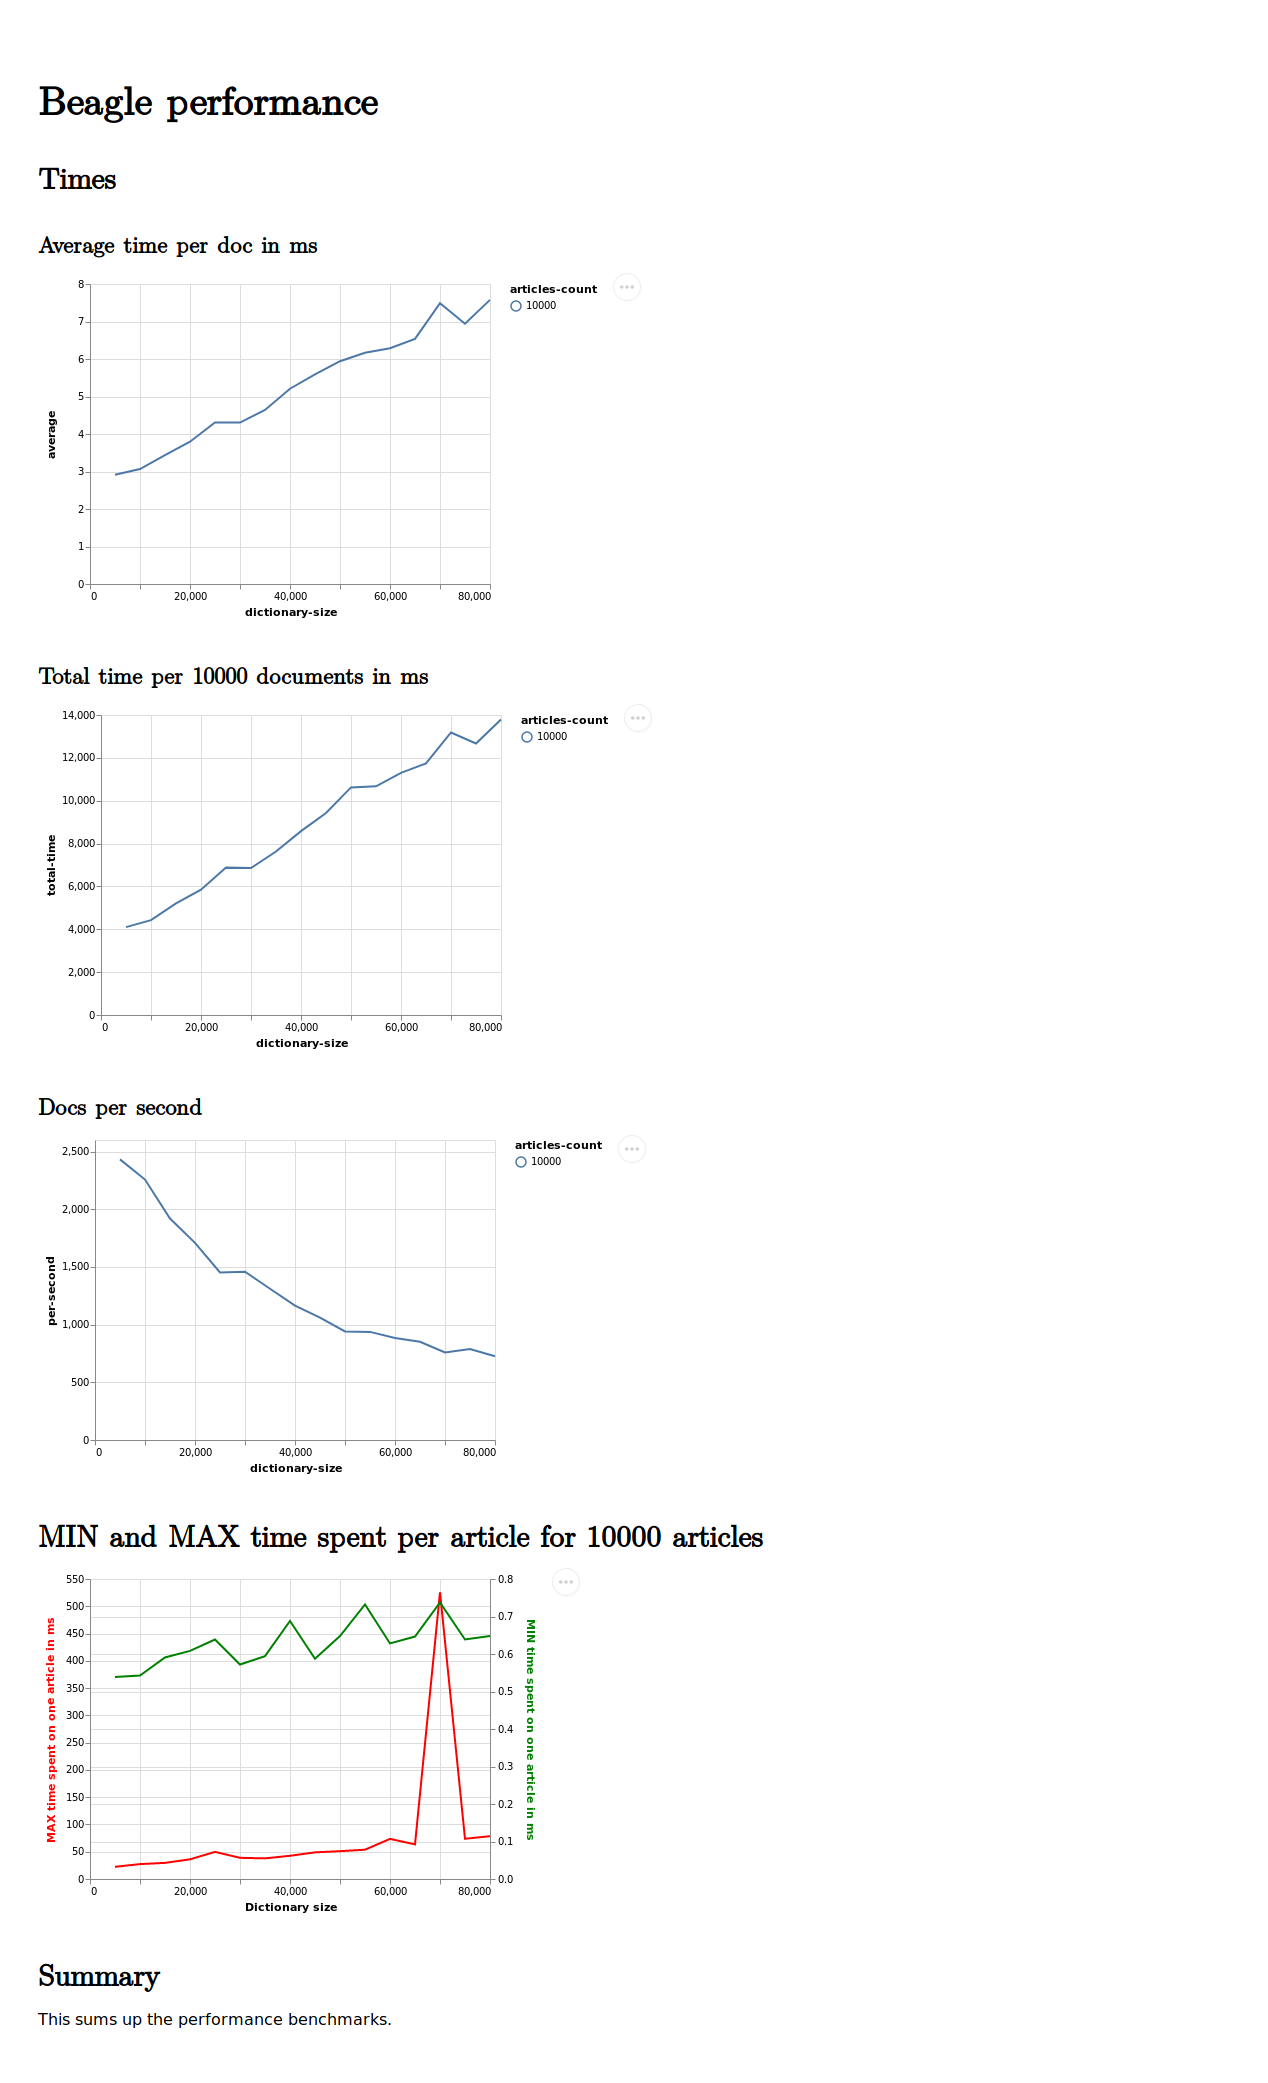 Beagle performance
Times
Average time per doc in ms
articles-count
10000
8
7
6
5
4
3
2
1
0
average
0 20,000 40,000 60,000 80,000
dictionary-size
Total time per 10000 documents in ms
articles-count
10000
14,000
12,000
10,000
8,000
6,000
4,000
2,000
0
total-time
0 20,000 40,000 60,000 80,000
dictionary-size
Docs per second
articles-count
10000
2,500
2,000
1,500
1,000
500
0
per-second
0 20,000 40,000 60,000 80,000
dictionary-size
MIN and MAX time spent per article for 10000 articles
550
500
450
400
350
300
250
200
150
100
50
0
MAX time spent on one article in ms
0.8
0.7
0.6
0.5
0.4
0.3
0.2
0.1
0.0
MIN time spent on one article in ms
0 20,000 40,000 60,000 80,000
Dictionary size
Summary
This sums up the performance benchmarks.